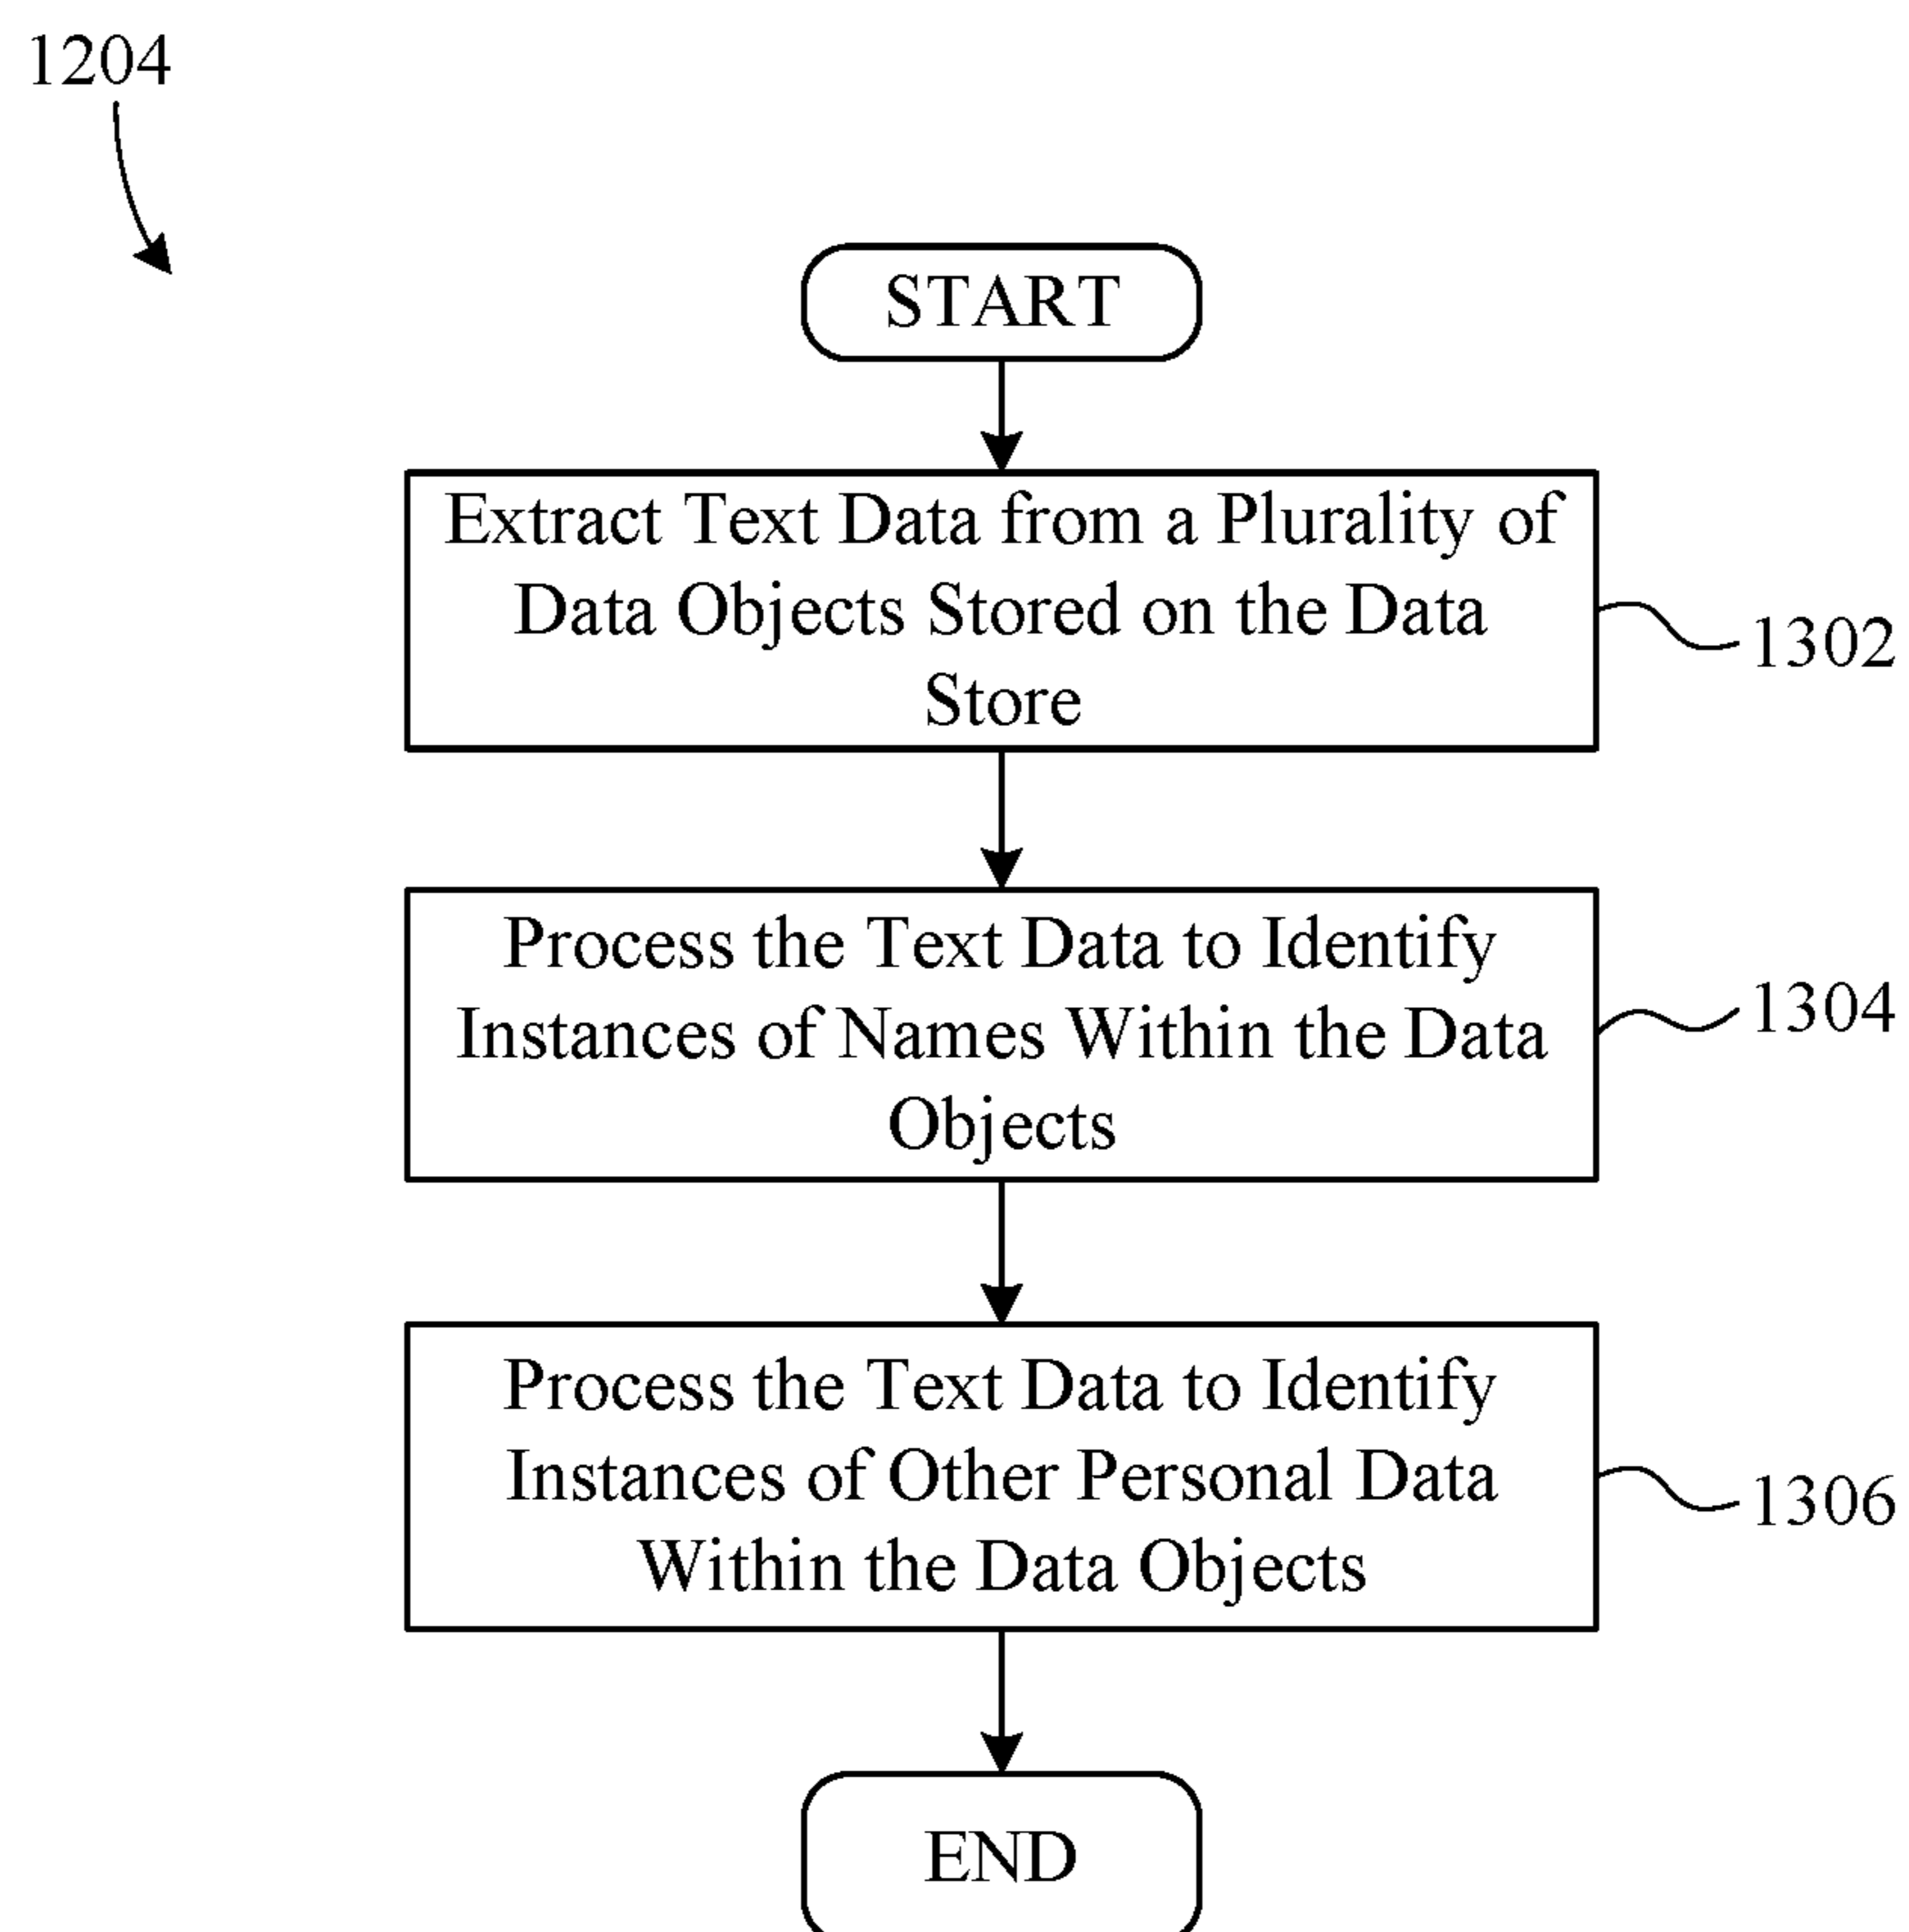 1204
START
Extract Text Data from a Plurality of
Data Objects Stored on the Data
Store
1302
Process the Text Data to Identify
Instances of Names Within the Data
Objects
1304
Process the Text Data to Identify
Instances of Other Personal Data
Within the Data Objects
1306
END